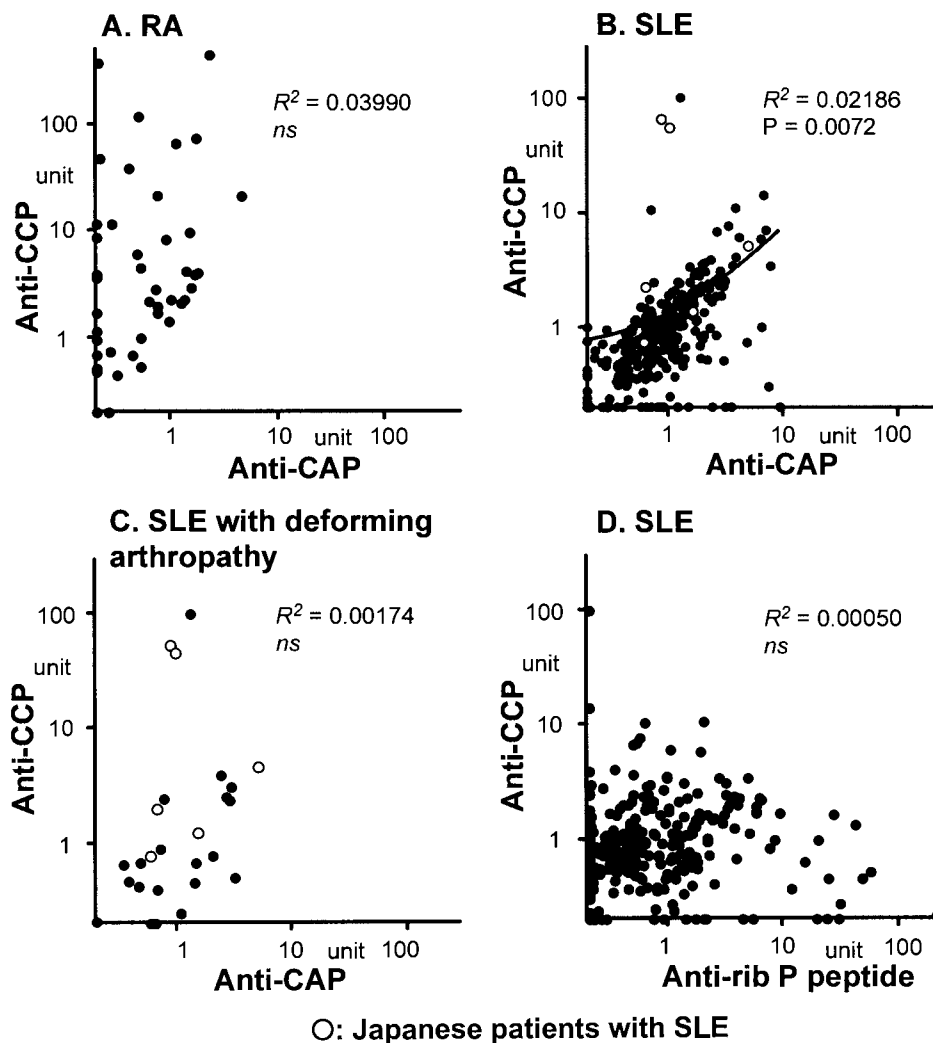 A. RA
R² = 0.03990
ns
100
unit
10
1
Anti-CCP
1 10 unit 100
Anti-CAP
B. SLE
R² = 0.02186
P = 0.0072
100
unit
10
1
Anti-CCP
1 10 unit 100
Anti-CAP
C. SLE with deforming
arthropathy
R² = 0.00174
ns
100
unit
10
1
Anti-CCP
1 10 unit 100
Anti-CAP
D. SLE
R² = 0.00050
ns
100
unit
10
1
Anti-CCP
1 10 unit 100
Anti-rib P peptide
O: Japanese patients with SLE